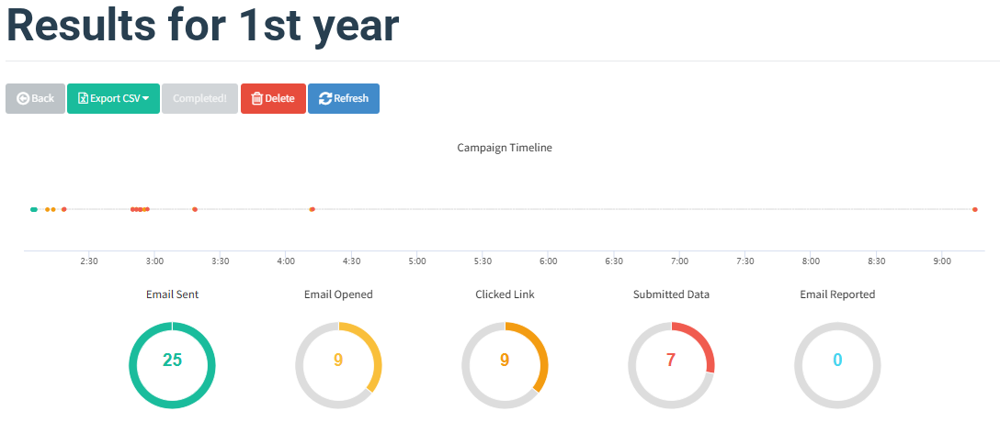 Results for 1st year
Back Export CSV Completed! Delete Refresh
Campaign Timeline
2:30 3:00 3:30 4:00 4:30 5:00 5:30 6:00 6:30 7:00 7:30 8:00 8:30 9:00
Email Sent Email Opened Clicked Link Submitted Data Email Reported
25 9 9 7 0